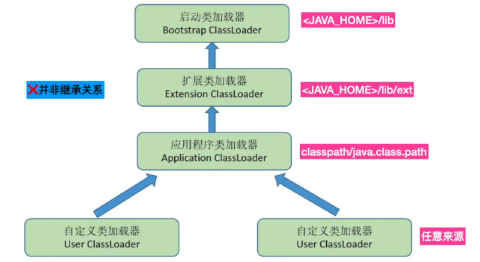 启动类加载器
Bootstrap ClassLoader
<JAVA_HOME>/lib
❌并非继承关系
扩展类加载器
Extension ClassLoader
<JAVA_HOME>/lib/ext
应用程序类加载器
Application ClassLoader
classpath/java.class.path
自定义类加载器
User ClassLoader
自定义类加载器
User ClassLoader
任意来源